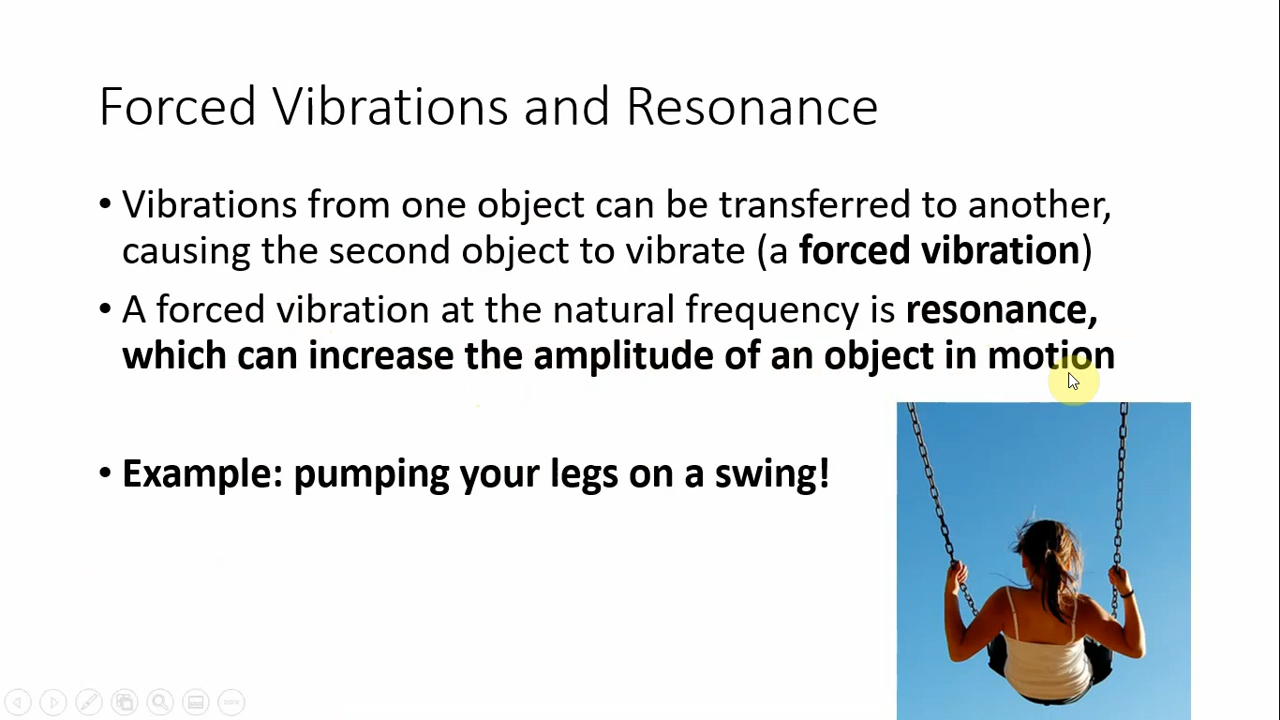 Forced Vibrations and Resonance
• Vibrations from one object can be transferred to another,
causing the second object to vibrate (a forced vibration)
• A forced vibration at the natural frequency is resonance,
which can increase the amplitude of an object in motion
• Example: pumping your legs on a swing!